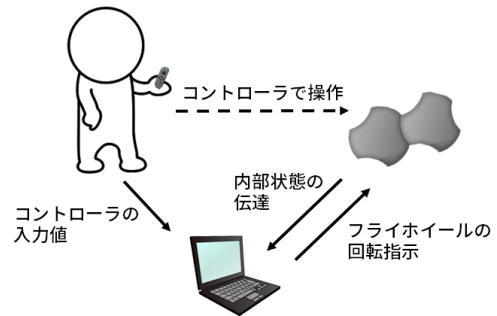 コントローラで操作
内部状態の
伝達
コントローラの
入力値
フライホイールの
回転指示